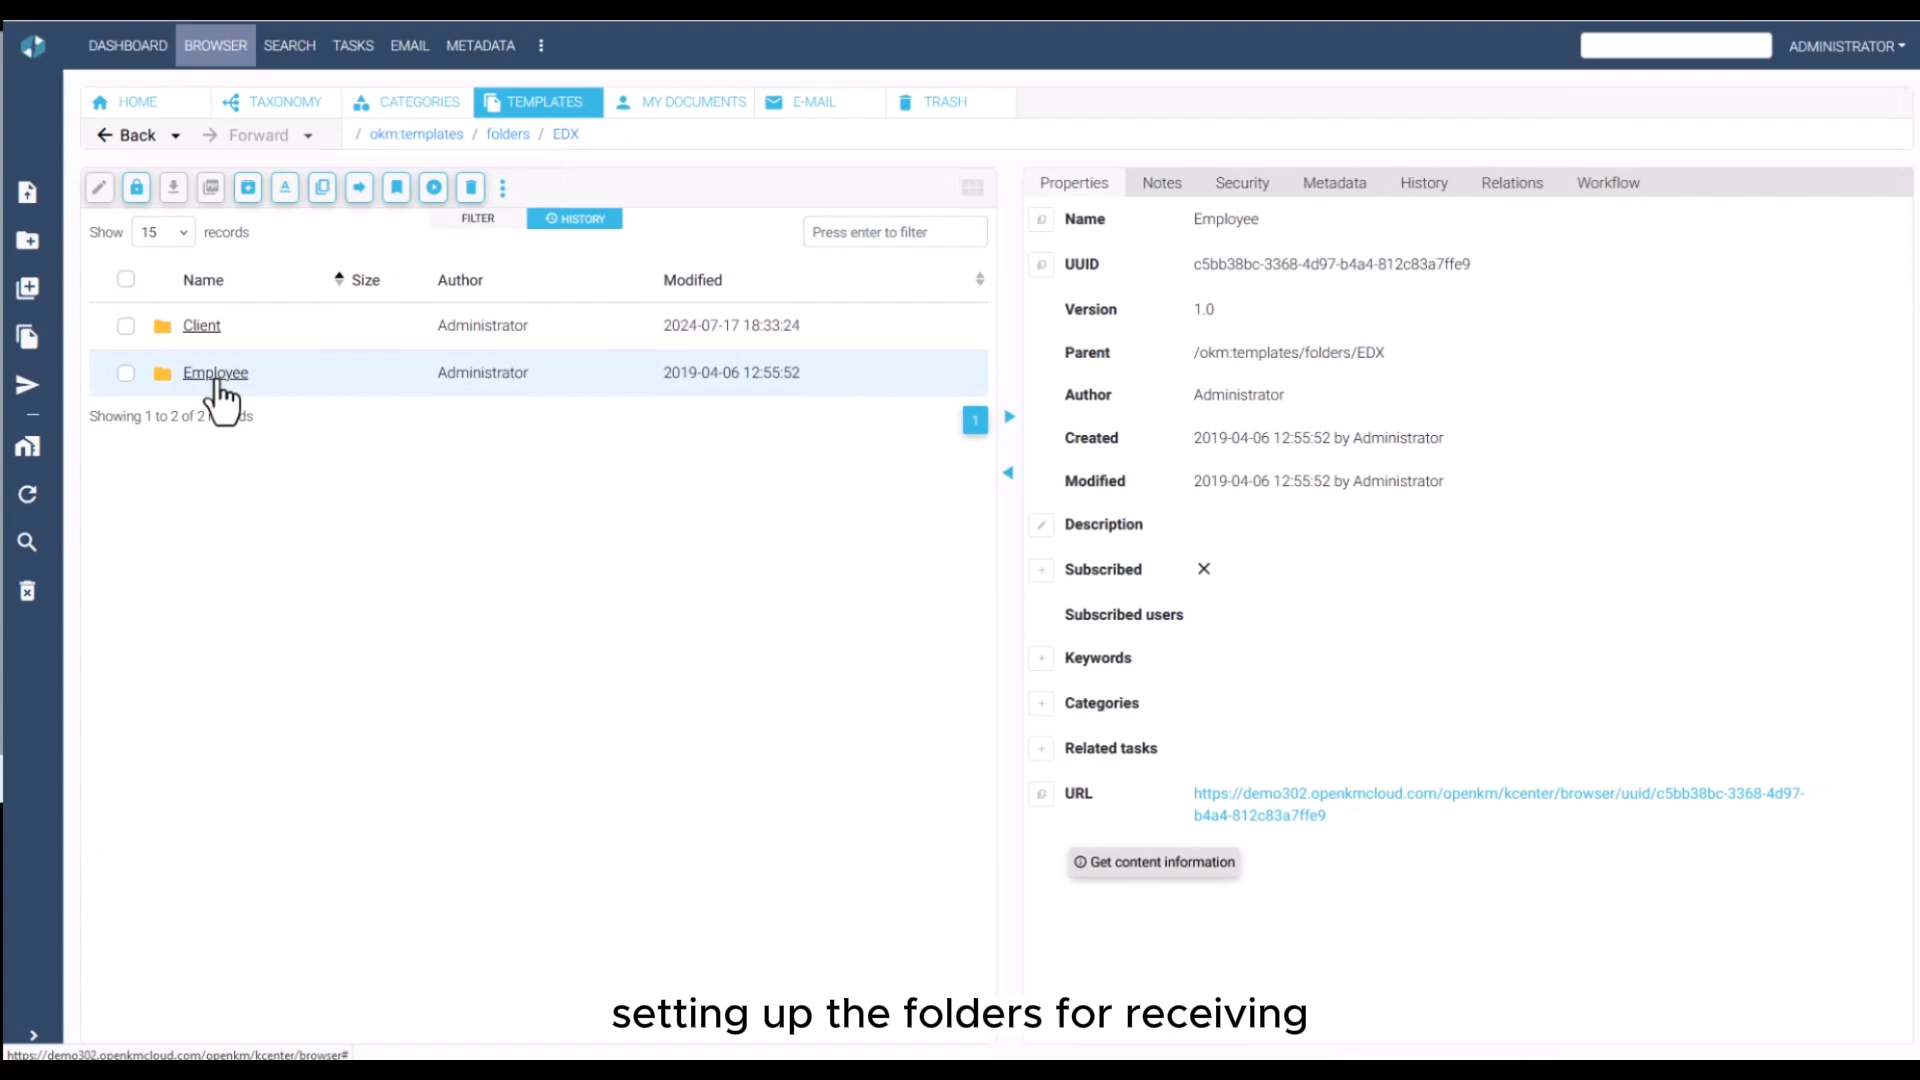 DASHBOARD BROWSER SEARCH TASKS EMAIL METADATA ADMINISTRATOR
HOME TAXONOMY CATEGORIES TEMPLATES MY DOCUMENTS E-MAIL TRASH
Back Forward / okm:templates / folders / EDX
FILTER HISTORY
Show 15 records Press enter to filter
Name Size Author Modified
Client Administrator 2024-07-17 18:33:24
Employee Administrator 2019-04-06 12:55:52
Showing 1 to 2 of 2 ds
1
Properties Notes Security Metadata History Relations Workflow
Name Employee
UUID c5bb38bc-3368-4d97-b4a4-812c83a7ffe9
Version 1.0
Parent /okm:templates/folders/EDX
Author Administrator
Created 2019-04-06 12:55:52 by Administrator
Modified 2019-04-06 12:55:52 by Administrator
Description
Subscribed
Subscribed users
Keywords
Categories
Related tasks
URL https://demo302.openkmcloud.com/openkm/kcenter/browser/uuid/c5bb38bc-3368-4d97-
b4a4-812c83a7ffe9
Get content information
setting up the folders for receiving
https://demo302.openkmcloud.com/openkm/kcenter/browser#